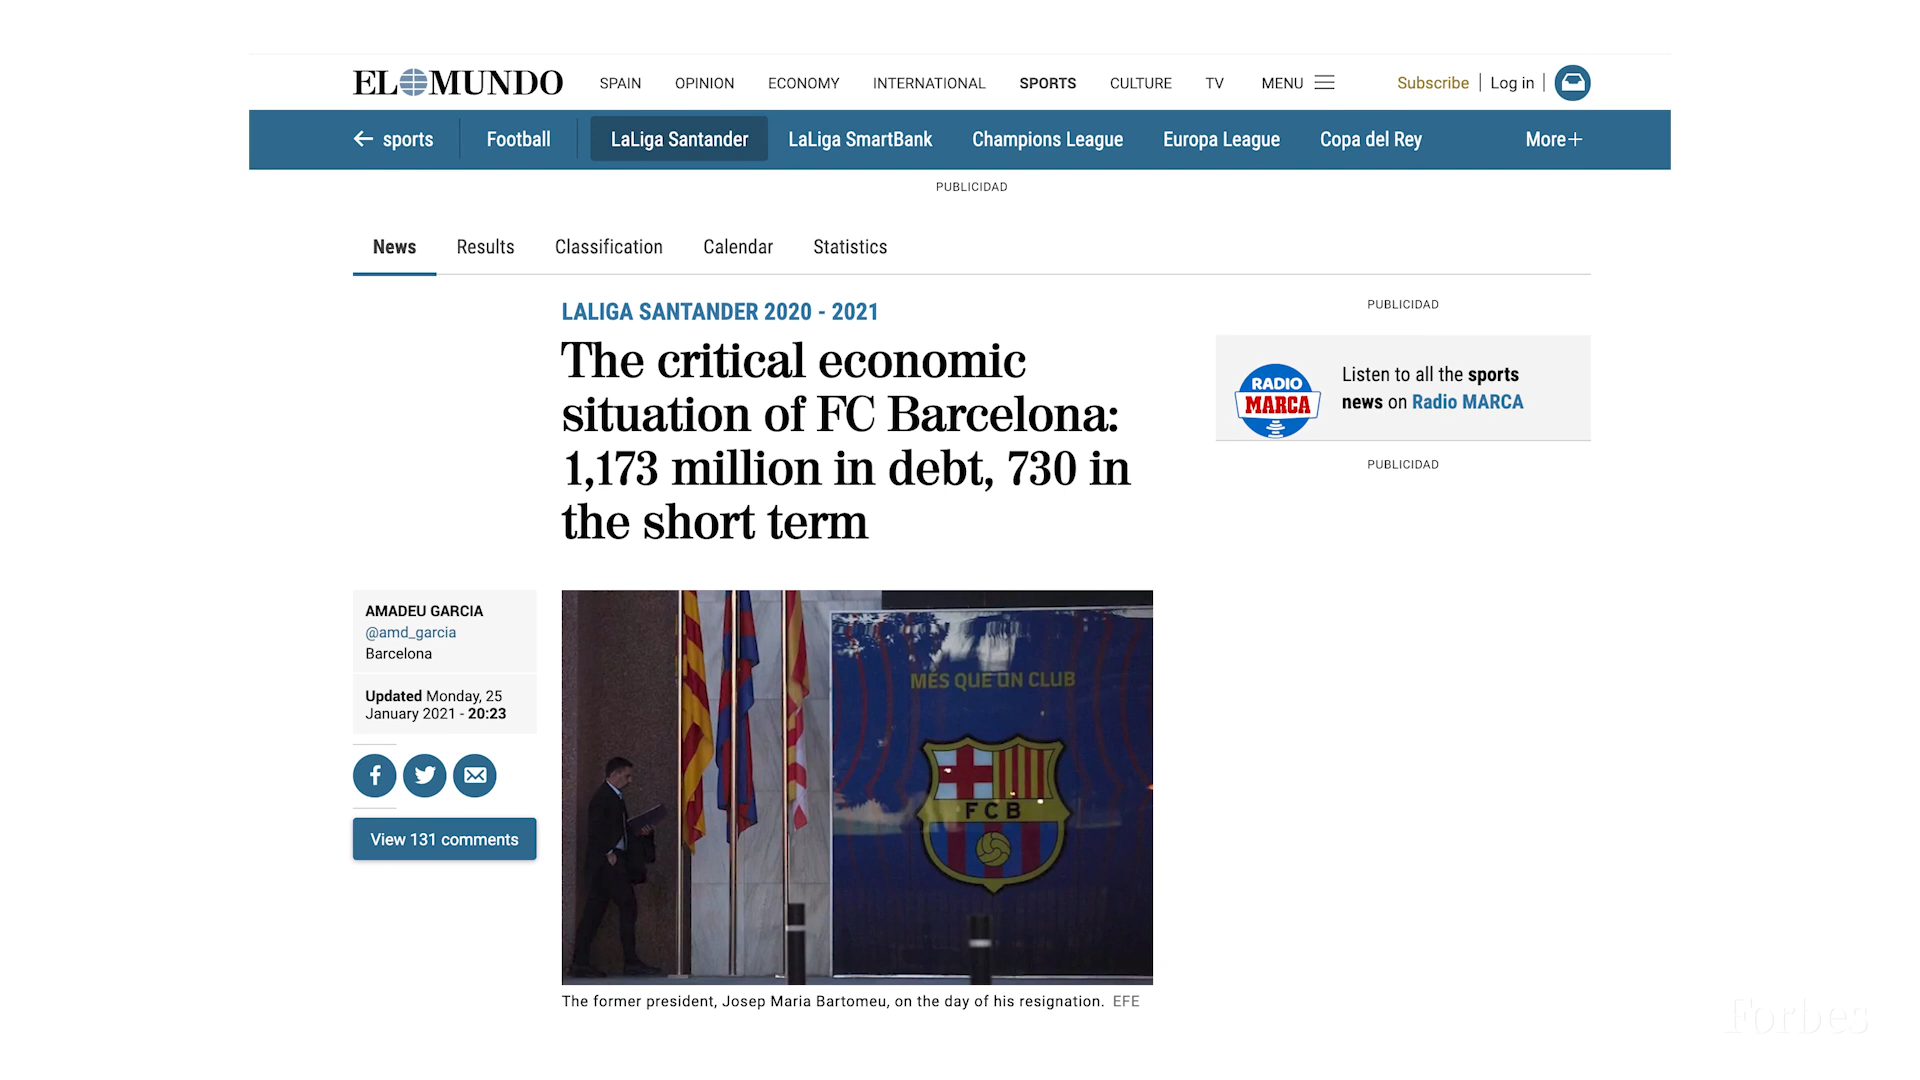 EL MUNDO
SPAIN OPINION ECONOMY INTERNATIONAL SPORTS CULTURE TV MENU Subscribe Log in
sports Football LaLiga Santander LaLiga SmartBank Champions League Europa League Copa del Rey More+
PUBLICIDAD
News Results Classification Calendar Statistics
LALIGA SANTANDER 2020 - 2021
The critical economic
situation of FC Barcelona:
1,173 million in debt, 730 in
the short term
PUBLICIDAD
RADIO
MARCA
Listen to all the sports
news on Radio MARCA
PUBLICIDAD
AMADEU GARCIA
@amd_garcia
Barcelona
Updated Monday, 25
January 2021 - 20:23
View 131 comments
MÉS QUE UN CLUB
FCB
The former president, Josep Maria Bartomeu, on the day of his resignation. EFE
Forbes